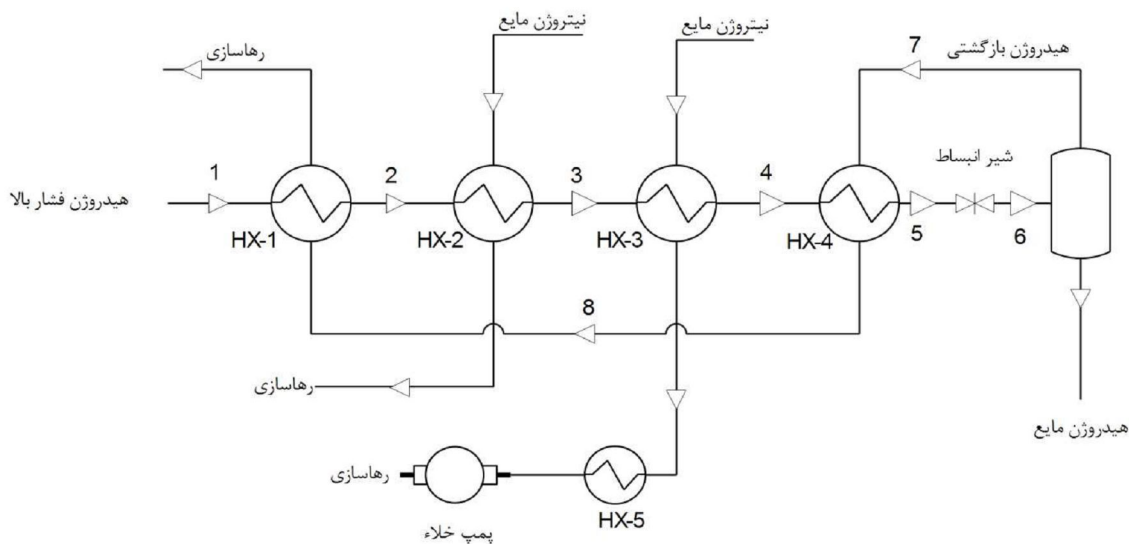 نیتروژن مایع
نیتروژن مایع
رهاسازی
7
هیدروژن بازگشتی
شیر انبساط
هیدروژن فشار بالا
1
2
3
4
5
6
HX-1
HX-2
HX-3
HX-4
8
رهاسازی
هیدروژن مایع
رهاسازی
HX-5
پمپ خلاء